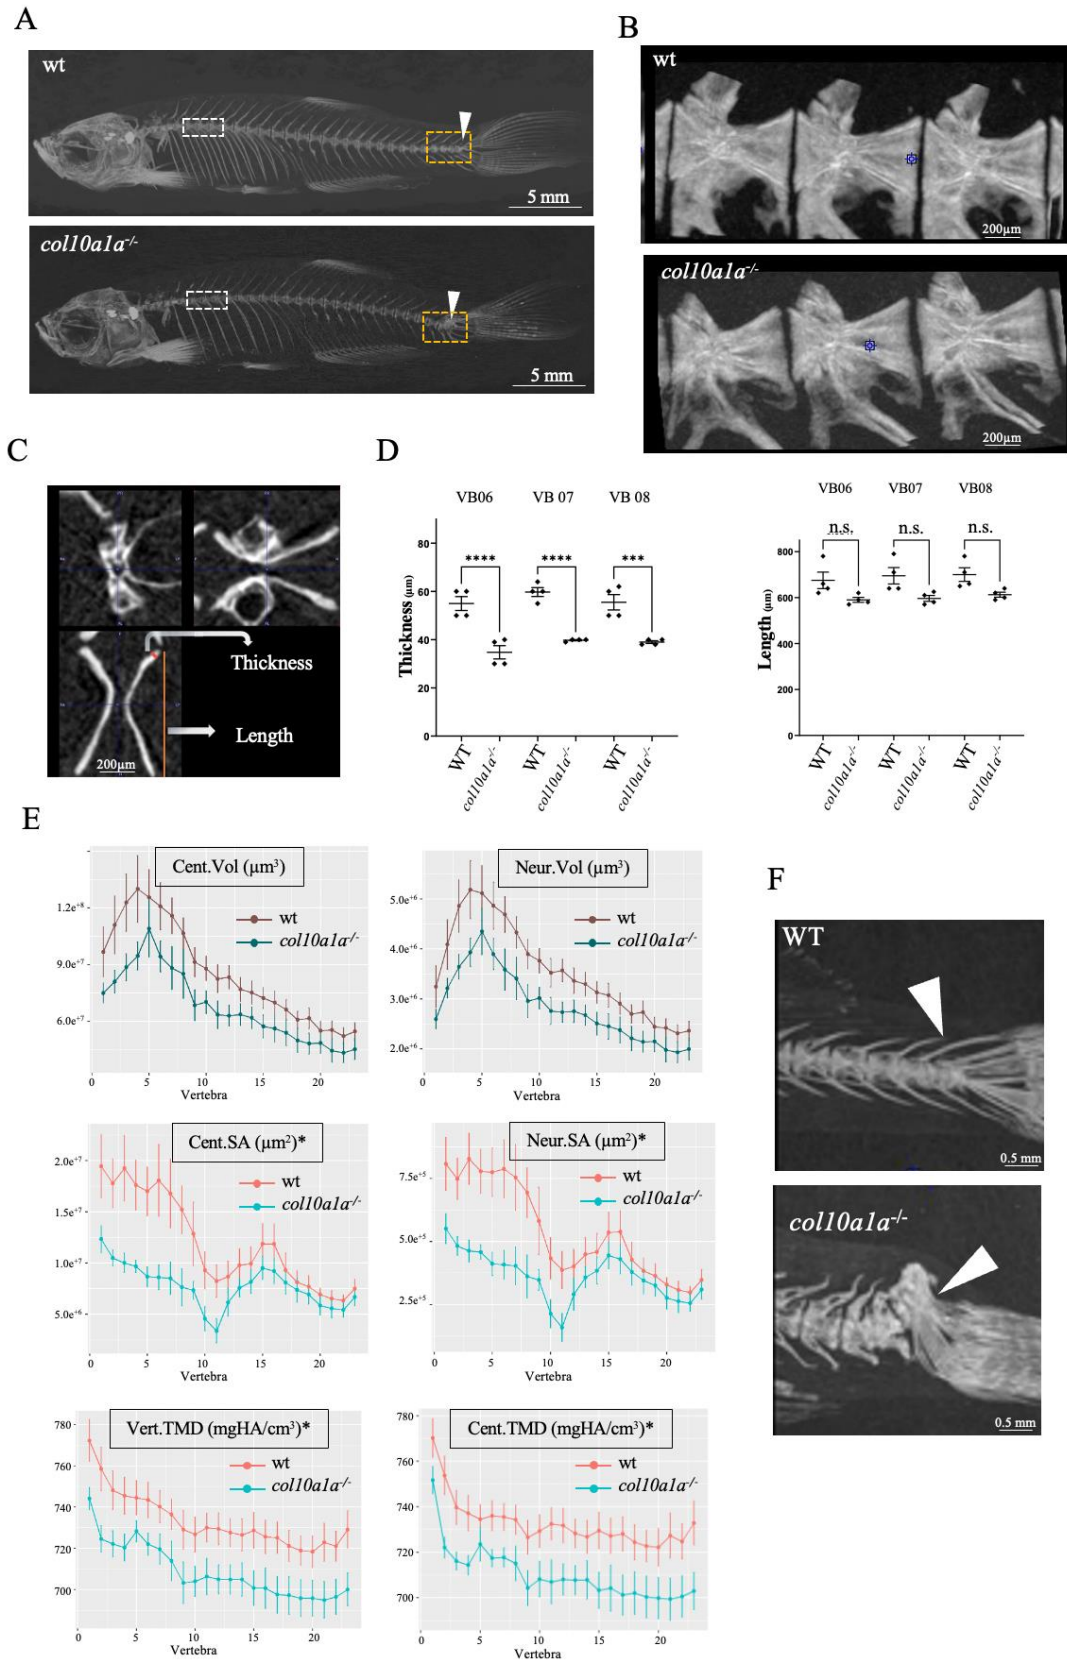 A
wt
5 mm
col10a1a-/-
5 mm
B
wt
200µm
col10a1a-/-
200µm
C
Thickness
Length
200µm
D
VB06 VB 07 VB 08
**** **** ***
Thickness (µm)
80
60
40
20
0
WT col10a1a-/- WT col10a1a-/- WT col10a1a-/-
VB06 VB07 VB08
n.s. n.s. n.s.
Length (µm)
800
600
400
200
0
WT col10a1a-/- WT col10a1a-/- WT col10a1a-/-
E
Cent.Vol (µm³)
wt
col10a1a-/-
1.2e+8
9.0e+7
6.0e+7
0 5 10 15 20
Vertebra
Neur.Vol (µm³)
wt
col10a1a-/-
5.0e+6
4.0e+6
3.0e+6
2.0e+6
0 5 10 15 20
Vertebra
Cent.SA (µm²)*
wt
col10a1a-/-
2.0e+7
1.5e+7
1.0e+7
5.0e+6
0 5 10 15 20
Vertebra
Neur.SA (µm²)*
wt
col10a1a-/-
7.5e+5
5.0e+5
2.5e+5
0 5 10 15 20
Vertebra
Vert.TMD (mgHA/cm³)*
wt
col10a1a-/-
780
760
740
720
700
0 5 10 15 20
Vertebra
Cent.TMD (mgHA/cm³)*
wt
col10a1a-/-
780
760
740
720
700
0 5 10 15 20
Vertebra
F
WT
0.5 mm
col10a1a-/-
0.5 mm